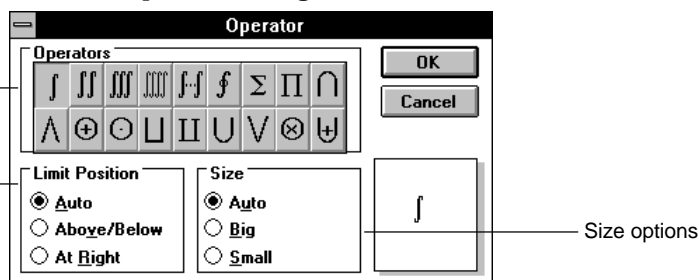 Operator
Operators
∫ ∬ ∭ ⨌ ∫··∫ ∮ Σ Π ∩
Λ ⊕ ⊙ ⊔ ∐ ∪ V ⊗ ⊎
OK
Cancel
Limit Position
Auto
Above/Below
At Right
Size
Auto
Big
Small
∫
Size options